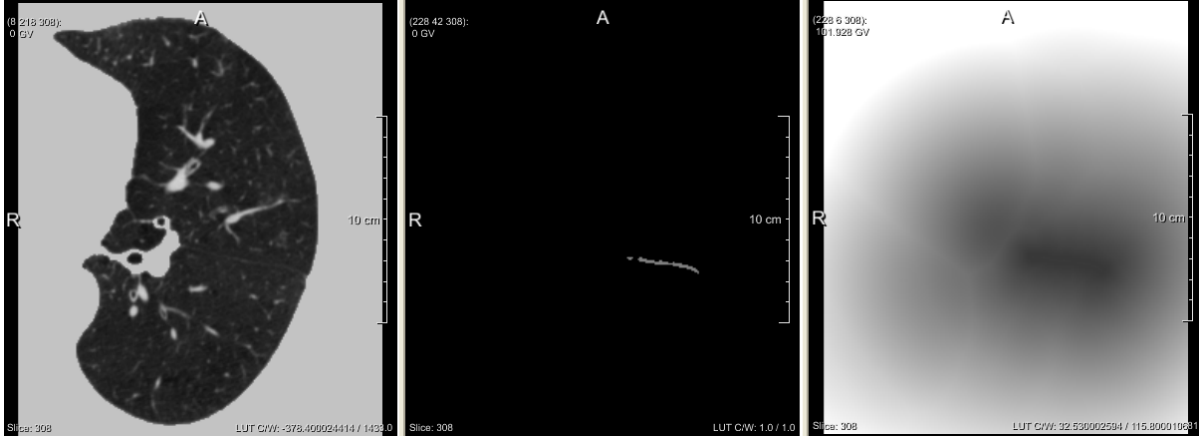 (8 218 308):
0 GV
A
R
10 cm
Slice: 308
LUT C/W: -378.400024414 / 1433.0
(228 42 308):
0 GV
A
R
10 cm
Slice: 308
LUT C/W: 1.0 / 1.0
(228 6 308):
101.928 GV
A
R
10 cm
Slice: 308
LUT C/W: 32.530002594 / 115.800010681